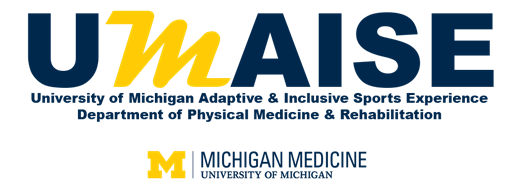 UmAISE
University of Michigan Adaptive & Inclusive Sports Experience
Department of Physical Medicine & Rehabilitation
M | MICHIGAN MEDICINE
UNIVERSITY OF MICHIGAN